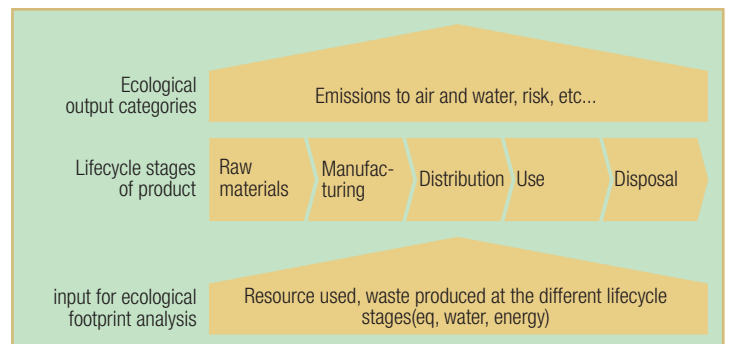 Ecological
output categories
Emissions to air and water, risk, etc...
Lifecycle stages
of product
Raw
materials
Manufac-
turing
Distribution
Use
Disposal
input for ecological
footprint analysis
Resource used, waste produced at the different lifecycle
stages(eq, water, energy)